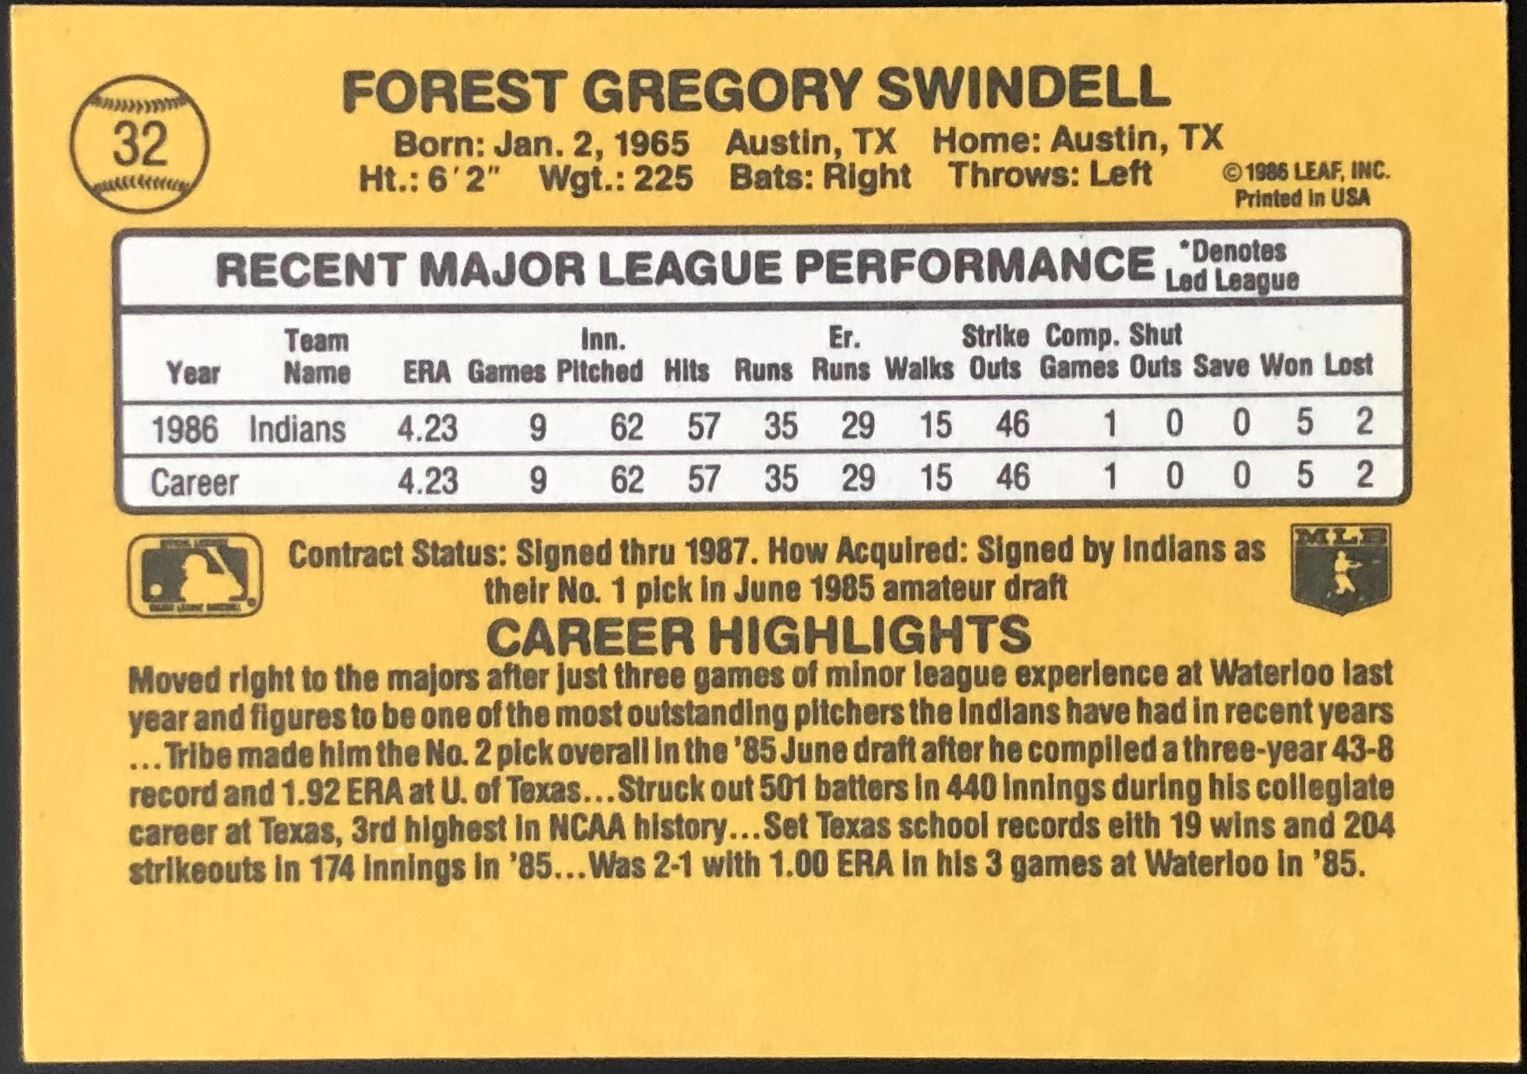 32
FOREST GREGORY SWINDELL
Born: Jan. 2, 1965 Austin, TX Home: Austin, TX
Ht.: 6'2" Wgt.: 225 Bats: Right Throws: Left
©1986 LEAF, INC.
Printed in USA
RECENT MAJOR LEAGUE PERFORMANCE *Denotes
Led League
Team Inn. Er. Strike Comp. Shut
Year Name ERA Games Pitched Hits Runs Runs Walks Outs Games Outs Save Won Lost
1986 Indians 4.23 9 62 57 35 29 15 46 1 0 0 5 2
Career 4.23 9 62 57 35 29 15 46 1 0 0 5 2
Contract Status: Signed thru 1987. How Acquired: Signed by Indians as
their No. 1 pick in June 1985 amateur draft
MLB
CAREER HIGHLIGHTS
Moved right to the majors after just three games of minor league experience at Waterloo last
year and figures to be one of the most outstanding pitchers the Indians have had in recent years
...Tribe made him the No. 2 pick overall in the '85 June draft after he compiled a three-year 43-8
record and 1.92 ERA at U. of Texas...Struck out 501 batters in 440 innings during his collegiate
career at Texas, 3rd highest in NCAA history...Set Texas school records eith 19 wins and 204
strikeouts in 174 innings in '85...Was 2-1 with 1.00 ERA in his 3 games at Waterloo in '85.